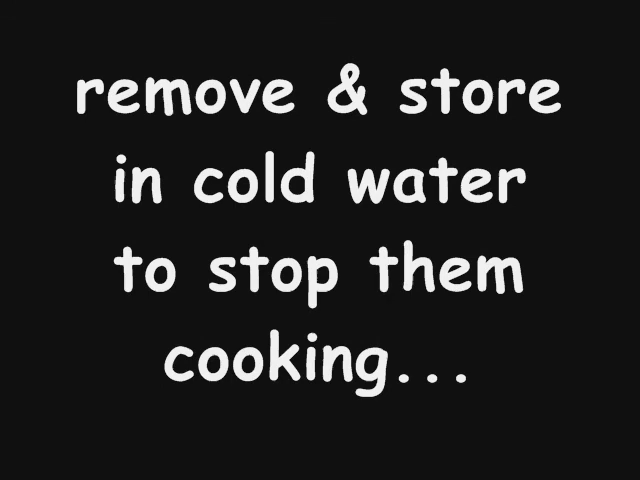 remove & store
in cold water
to stop them
cooking...